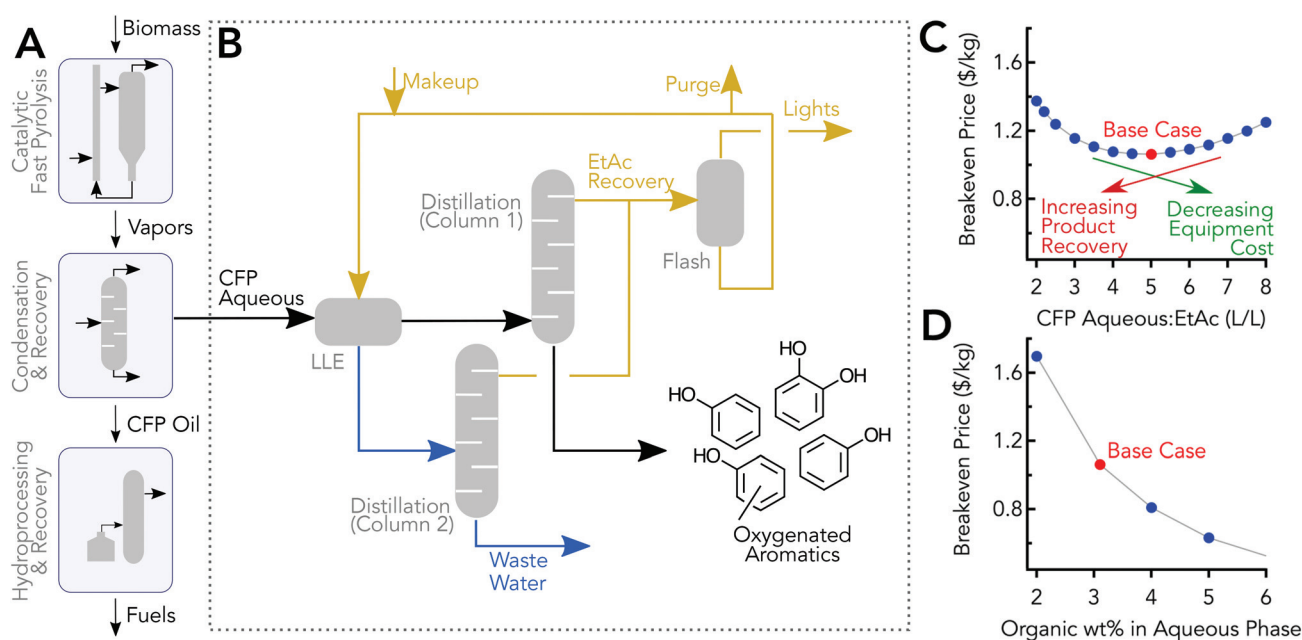 A
Biomass
Catalytic
Fast Pyrolysis
Vapors
Condensation
& Recovery
CFP Oil
Hydroprocessing
& Recovery
Fuels
B
Makeup
Purge
Lights
EtAc
Recovery
Distillation
(Column 1)
Flash
CFP
Aqueous
LLE
Distillation
(Column 2)
Waste
Water
HO
HO
OH
HO
OH
Oxygenated
Aromatics
C
Breakeven Price ($/kg)
1.6
1.2
0.8
Base Case
Increasing
Product
Recovery
Decreasing
Equipment
Cost
2 3 4 5 6 7 8
CFP Aqueous:EtAc (L/L)
D
Breakeven Price ($/kg)
1.6
1.2
0.8
Base Case
2 3 4 5 6
Organic wt% in Aqueous Phase